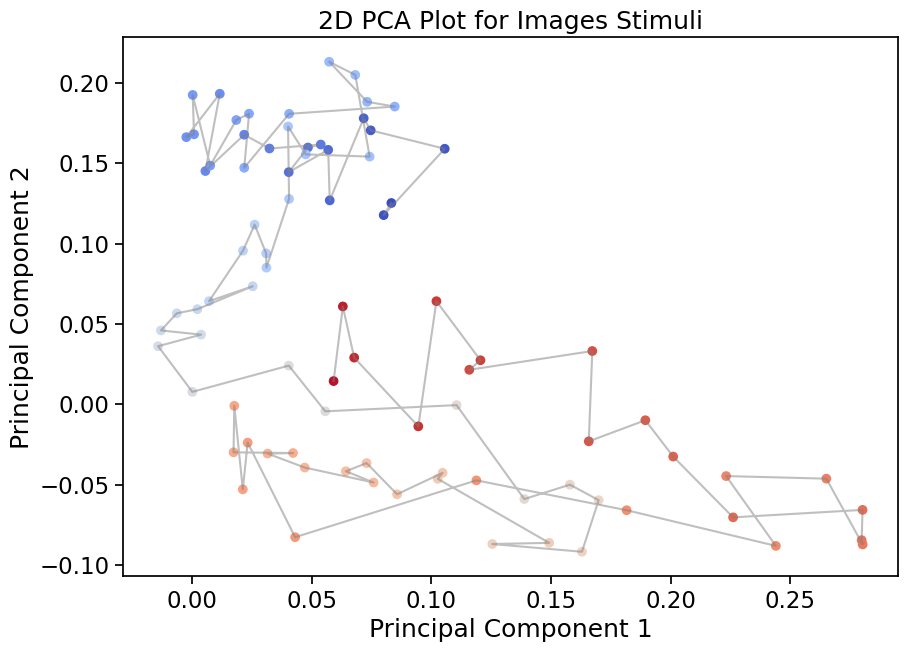 2D PCA Plot for Images Stimuli
0.20
0.15
0.10
0.05
0.00
−0.05
−0.10
Principal Component 2
0.00 0.05 0.10 0.15 0.20 0.25
Principal Component 1